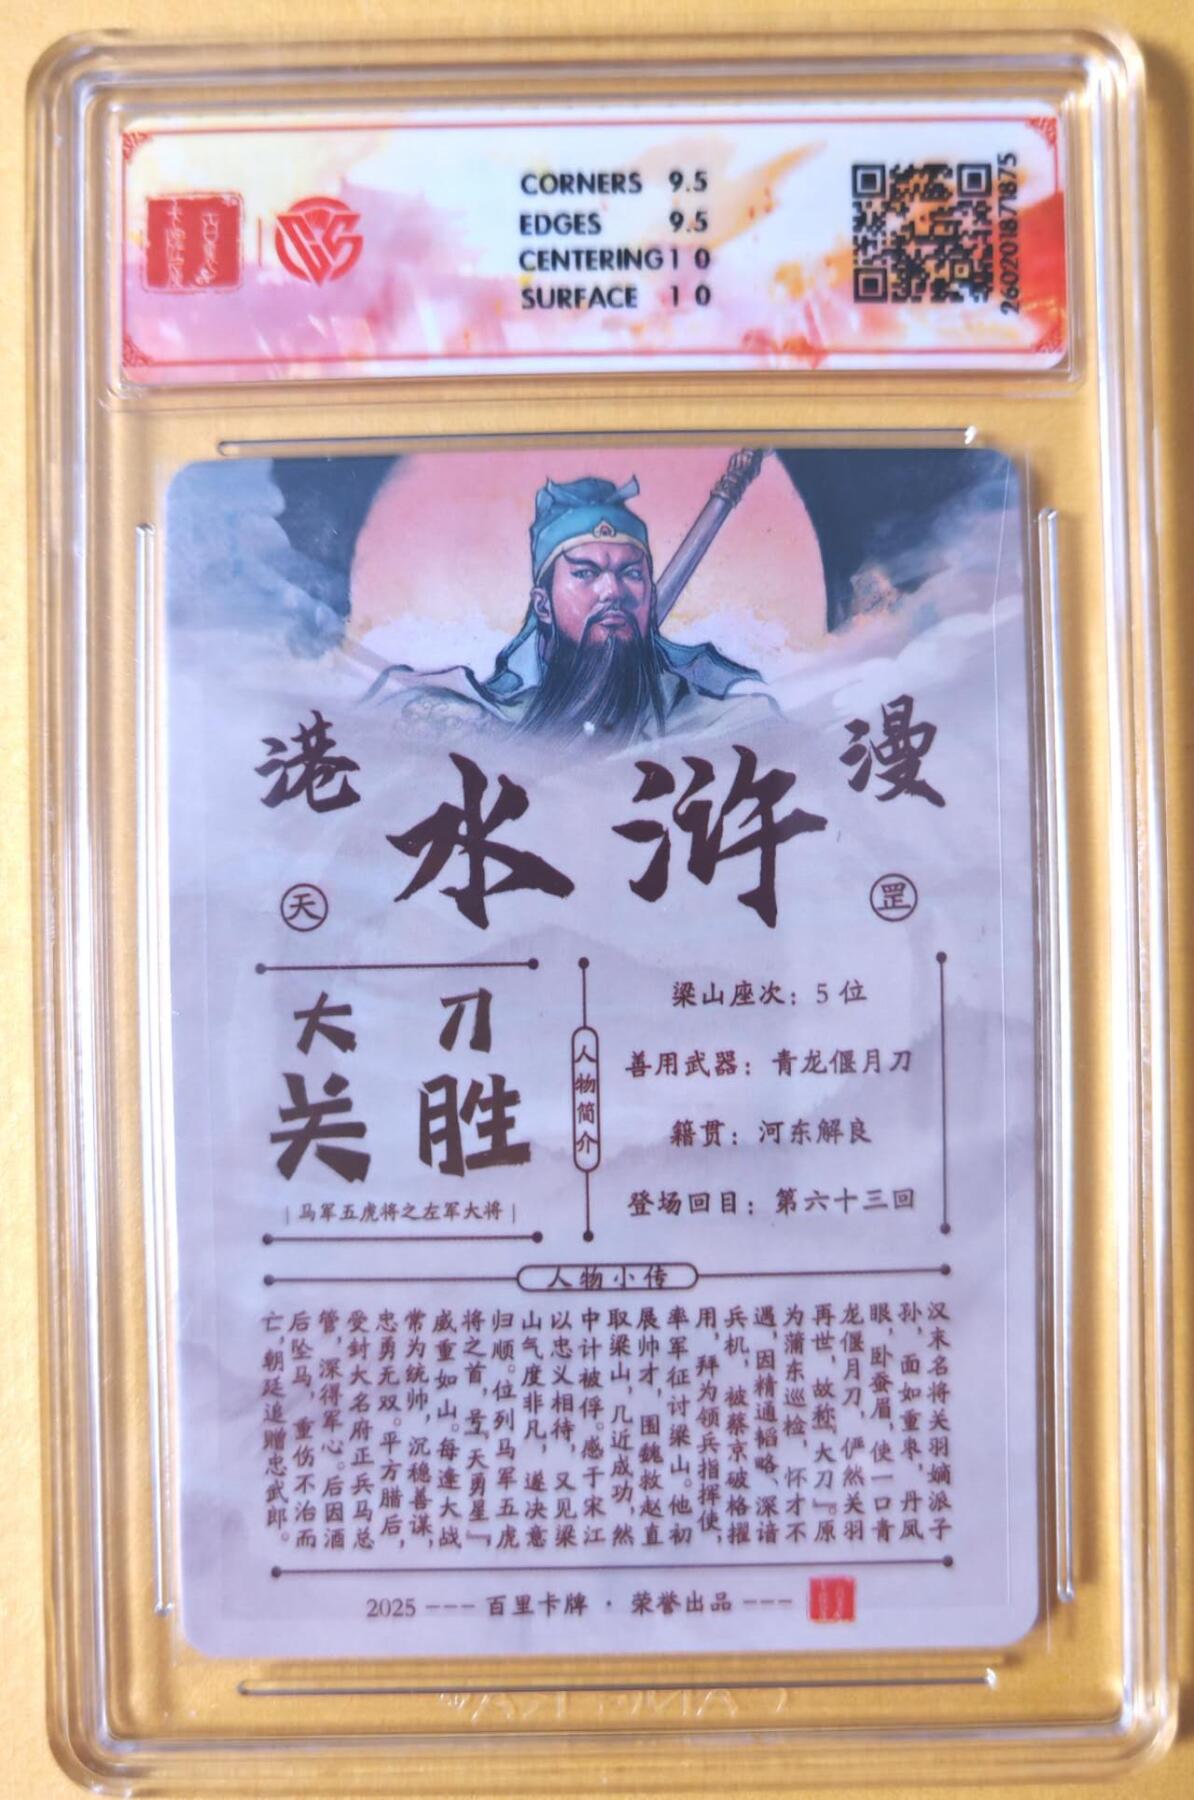 CORNERS 9.5
EDGES 9.5
CENTERING 10
SURFACE 10
260201871875
港
水浒
漫
天
罡
大刀
关胜
马军五虎将之左军大将
人物简介
梁山座次：5 位
善用武器：青龙偃月刀
籍贯：河东解良
登场回目：第六十三回
人物小传
汉末名将关羽嫡派子
孙，面如重枣，丹凤
眼，卧蚕眉，使一口青
龙偃月刀，俨然关羽
再世，故称『大刀』。原
为蒲东巡检，怀才不
遇，因精通韬略、深谙
兵机，被蔡京破格擢
用，拜为领兵指挥使，
率军征讨梁山。他初
展帅才，围魏救赵直
取梁山，几近成功，然
中计被俘。感于宋江
以忠义相待，又见梁
山气度非凡，遂决意
归顺。位列马军五虎
将之首，号『天勇星』，
威重如山。每逢大战
常为统帅，沉稳善谋，
忠勇无双。平方腊后，
受封大名府正兵马总
管，深得军心。后因酒
后坠马，重伤不治而
亡，朝廷追赠忠武郎。
2025 --- 百里卡牌 · 荣誉出品 ---